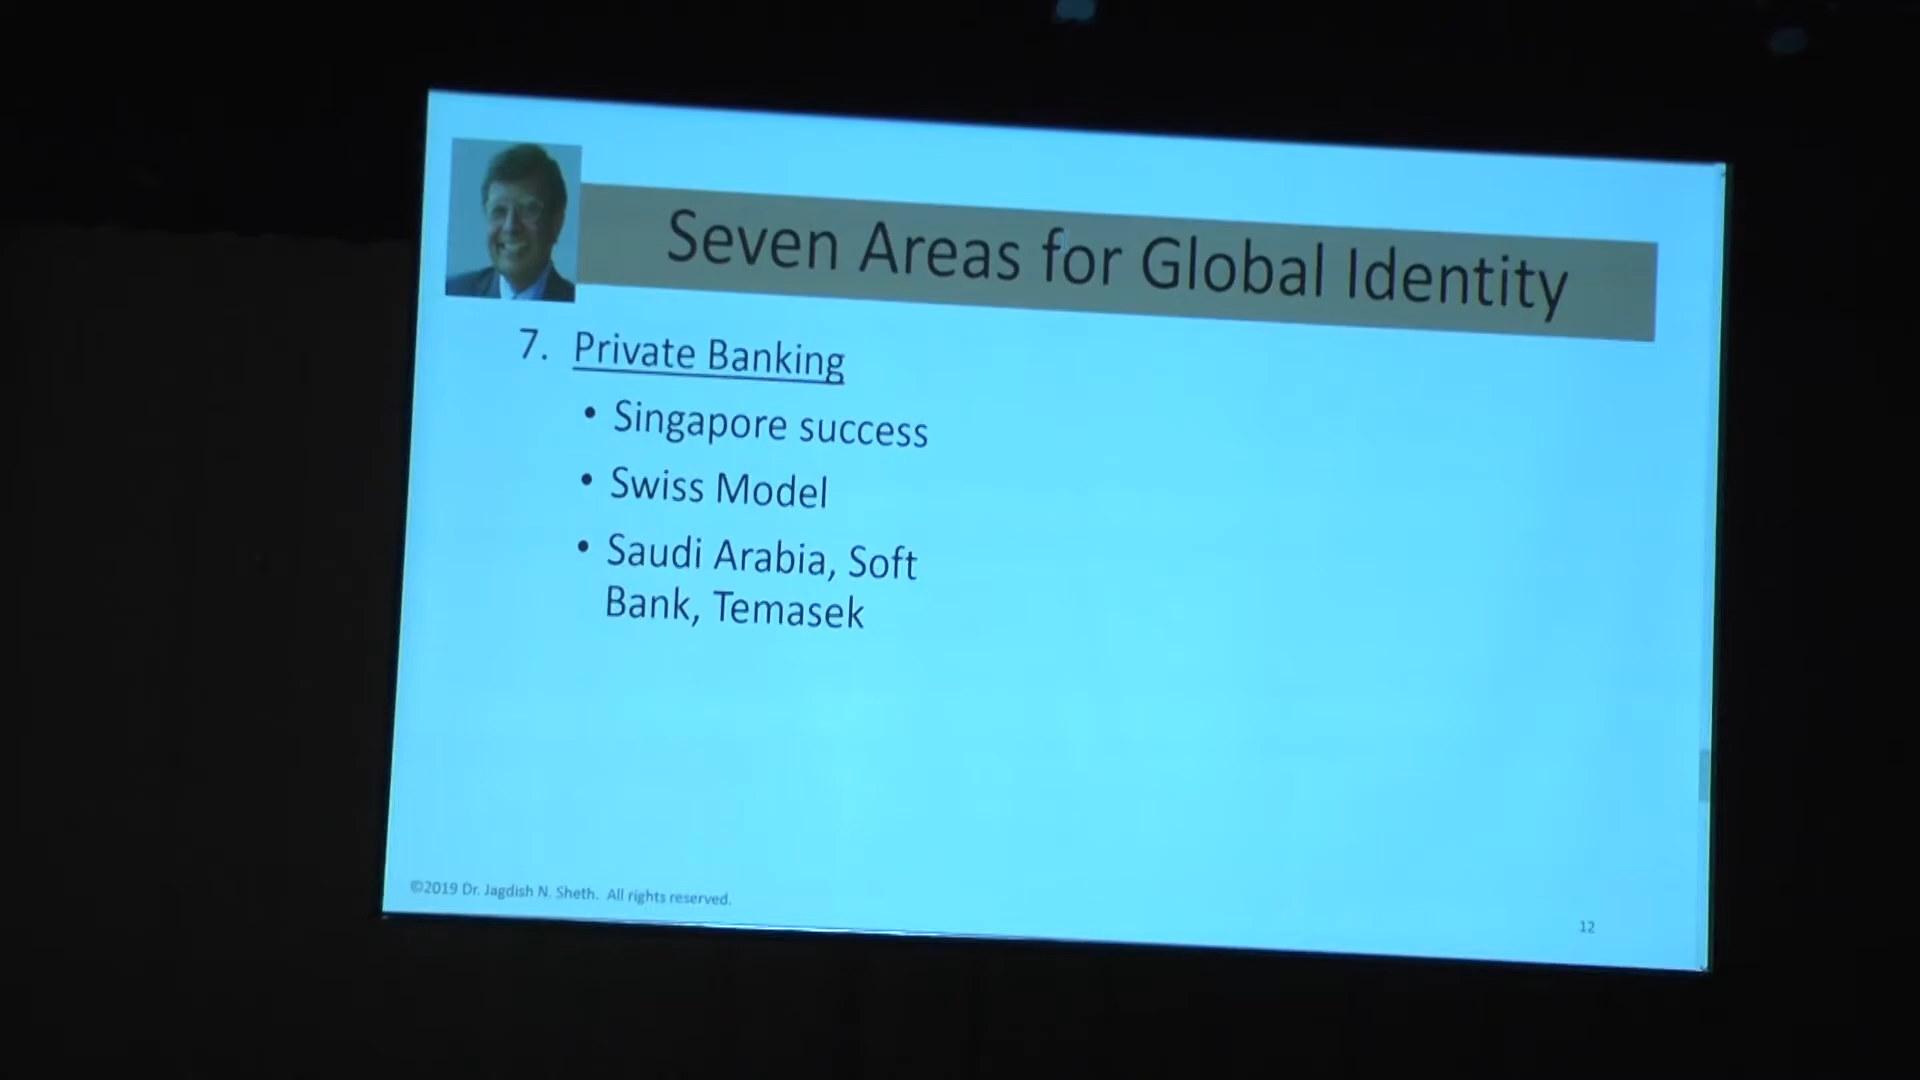 Seven Areas for Global Identity
7. Private Banking
• Singapore success
• Swiss Model
• Saudi Arabia, Soft
Bank, Temasek
©2019 Dr. Jagdish N. Sheth. All rights reserved.
12